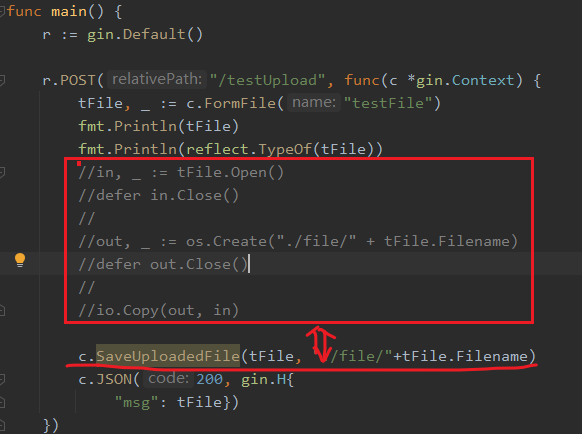 func main() {
r := gin.Default()
r.POST( relativePath: "/testUpload", func(c *gin.Context) {
tFile, _ := c.FormFile( name: "testFile")
fmt.Println(tFile)
fmt.Println(reflect.TypeOf(tFile))
//in, _ := tFile.Open()
//defer in.Close()
//
//out, _ := os.Create("./file/" + tFile.Filename)
//defer out.Close()
//
//io.Copy(out, in)
c.SaveUploadedFile(tFile, /file/"+tFile.Filename)
c.JSON( code: 200, gin.H{
"msg": tFile})
})